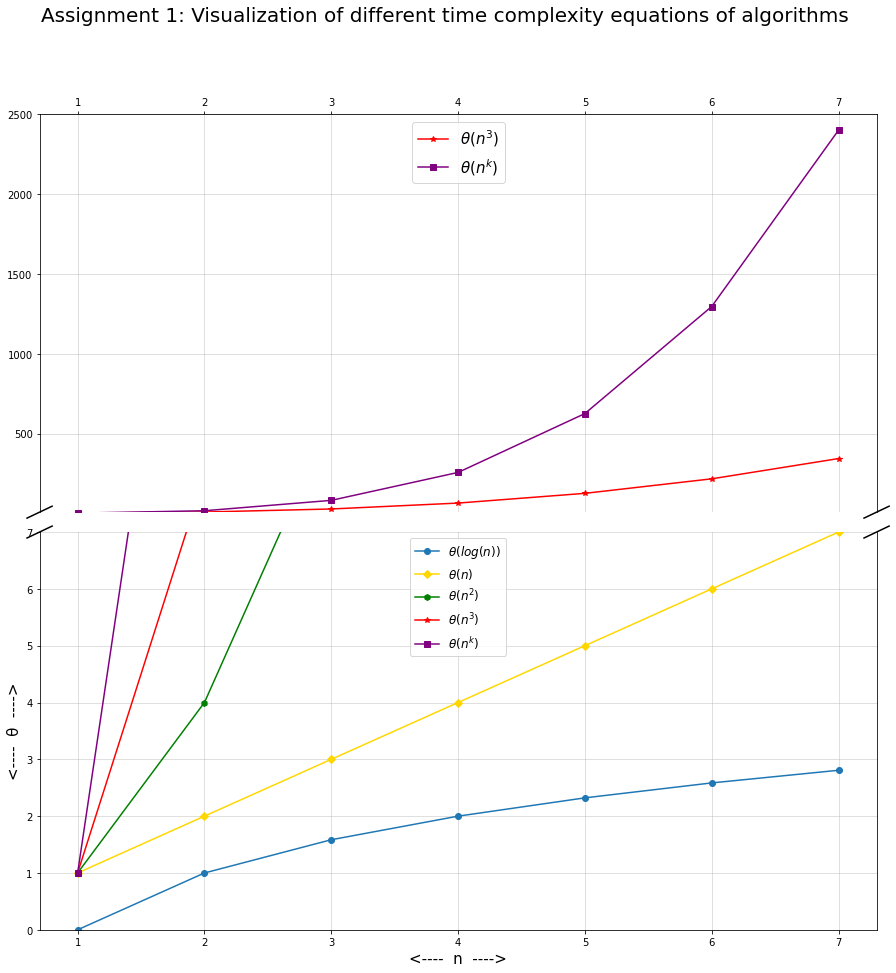 Assignment 1: Visualization of different time complexity equations of algorithms
1 2 3 4 5 6 7
2500
2000
1500
1000
500
θ(n³)
θ(nᵏ)
7
6
5
4
3
2
1
0
θ(log(n))
θ(n)
θ(n²)
θ(n³)
θ(nᵏ)
<---- θ ---->
1 2 3 4 5 6 7
<---- n ---->